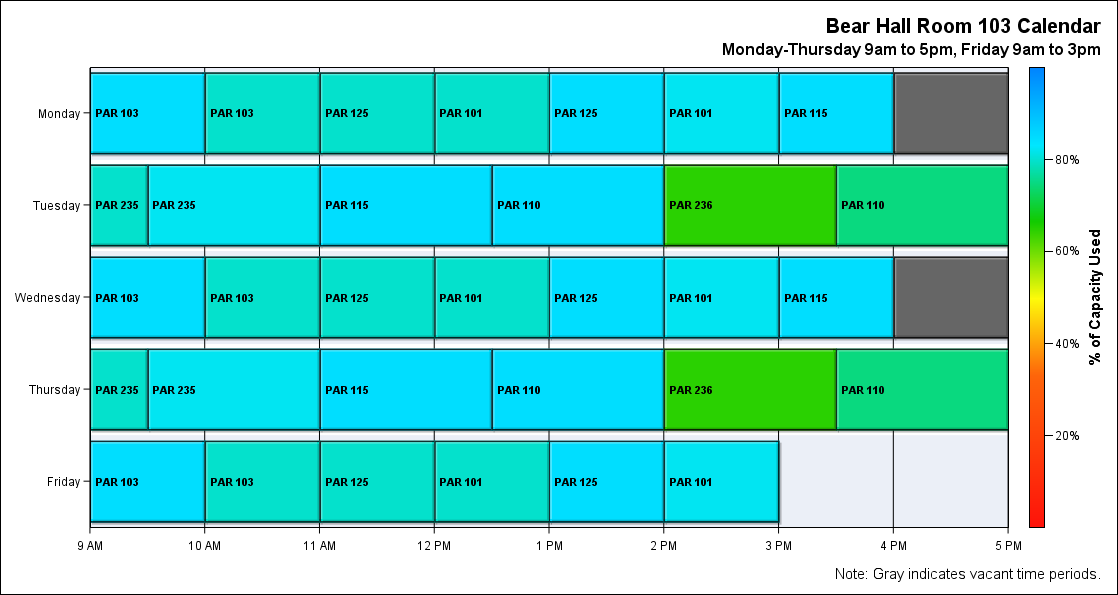 Bear Hall Room 103 Calendar
Monday-Thursday 9am to 5pm, Friday 9am to 3pm
Monday PAR 103 PAR 103 PAR 125 PAR 101 PAR 125 PAR 101 PAR 115
80%
Tuesday PAR 235 PAR 235 PAR 115 PAR 110 PAR 236 PAR 110
60%
Wednesday PAR 103 PAR 103 PAR 125 PAR 101 PAR 125 PAR 101 PAR 115
% of Capacity Used
40%
Thursday PAR 235 PAR 235 PAR 115 PAR 110 PAR 236 PAR 110
20%
Friday PAR 103 PAR 103 PAR 125 PAR 101 PAR 125 PAR 101
9 AM 10 AM 11 AM 12 PM 1 PM 2 PM 3 PM 4 PM 5 PM
Note: Gray indicates vacant time periods.